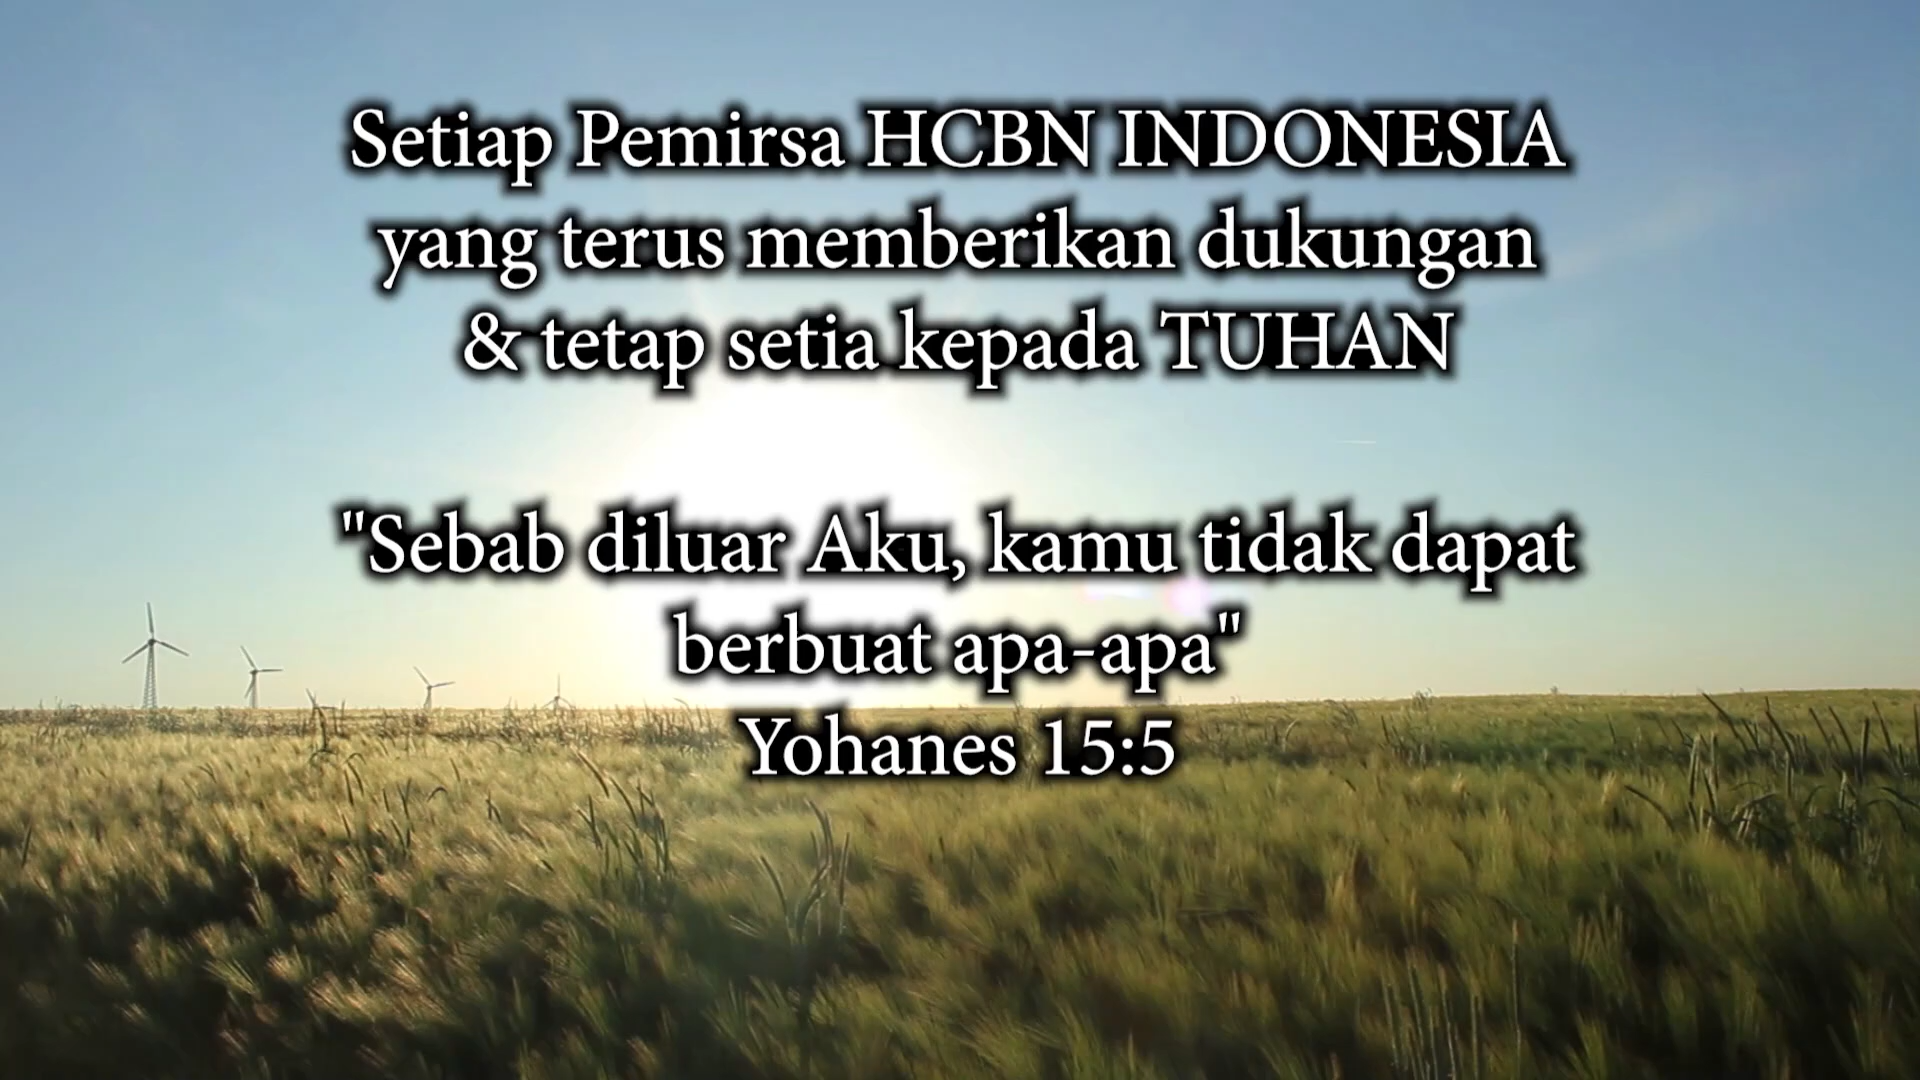 Setiap Pemirsa HCBN INDONESIA
yang terus memberikan dukungan
& tetap setia kepada TUHAN
"Sebab diluar Aku, kamu tidak dapat
berbuat apa-apa"
Yohanes 15:5